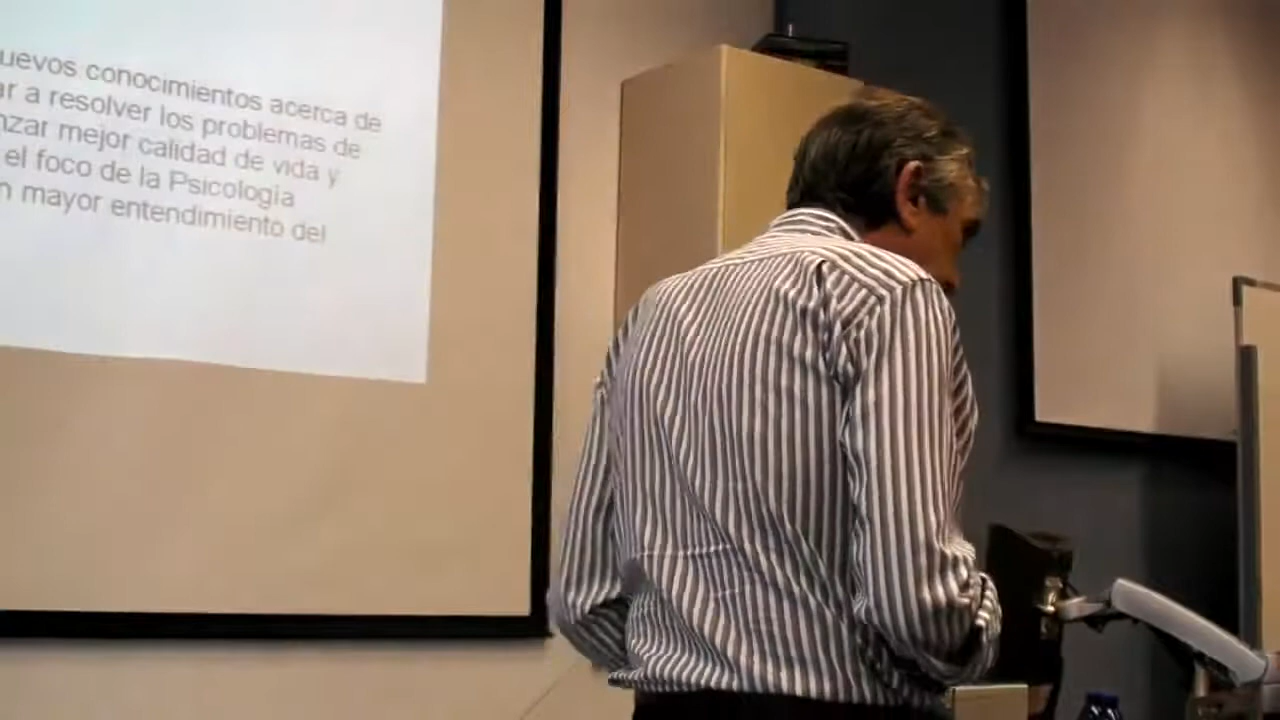 uevos conocimientos acerca de
ar a resolver los problemas de
nzar mejor calidad de vida y
el foco de la Psicología
n mayor entendimiento del